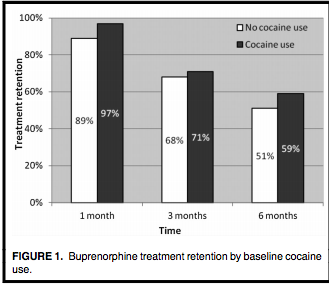 100%
80%
60%
40%
20%
0%
Treatment retention
No cocaine use
Cocaine use
89%
97%
68%
71%
51%
59%
1 month
3 months
6 months
Time
FIGURE 1. Buprenorphine treatment retention by baseline cocaine
use.